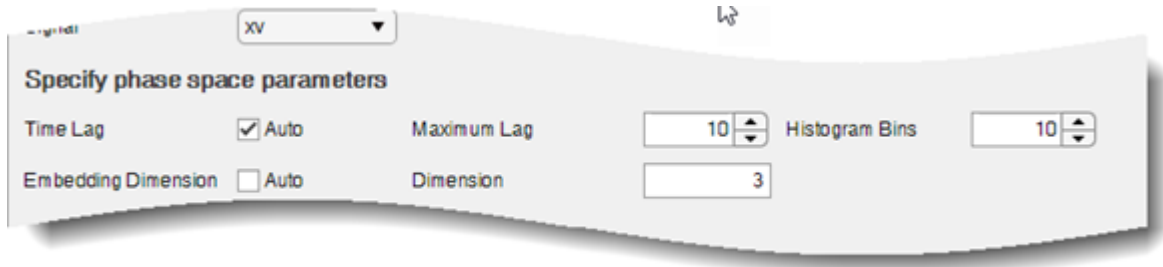 xv
Specify phase space parameters
Time Lag Auto Maximum Lag 10 Histogram Bins 10
Embedding Dimension Auto Dimension 3